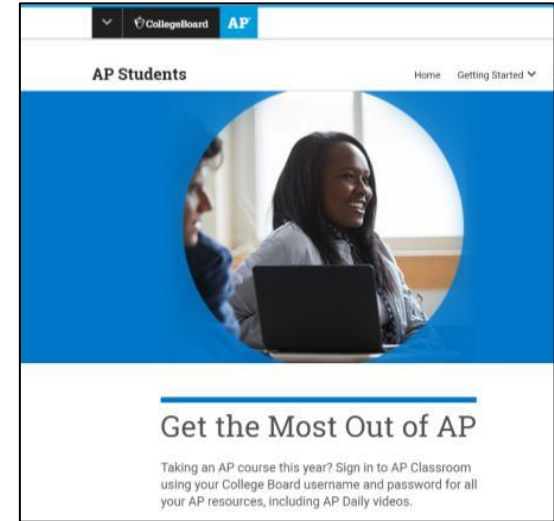 CollegeBoard AP
AP Students Home Getting Started
Get the Most Out of AP
Taking an AP course this year? Sign in to AP Classroom
using your College Board username and password for all
your AP resources, including AP Daily videos.